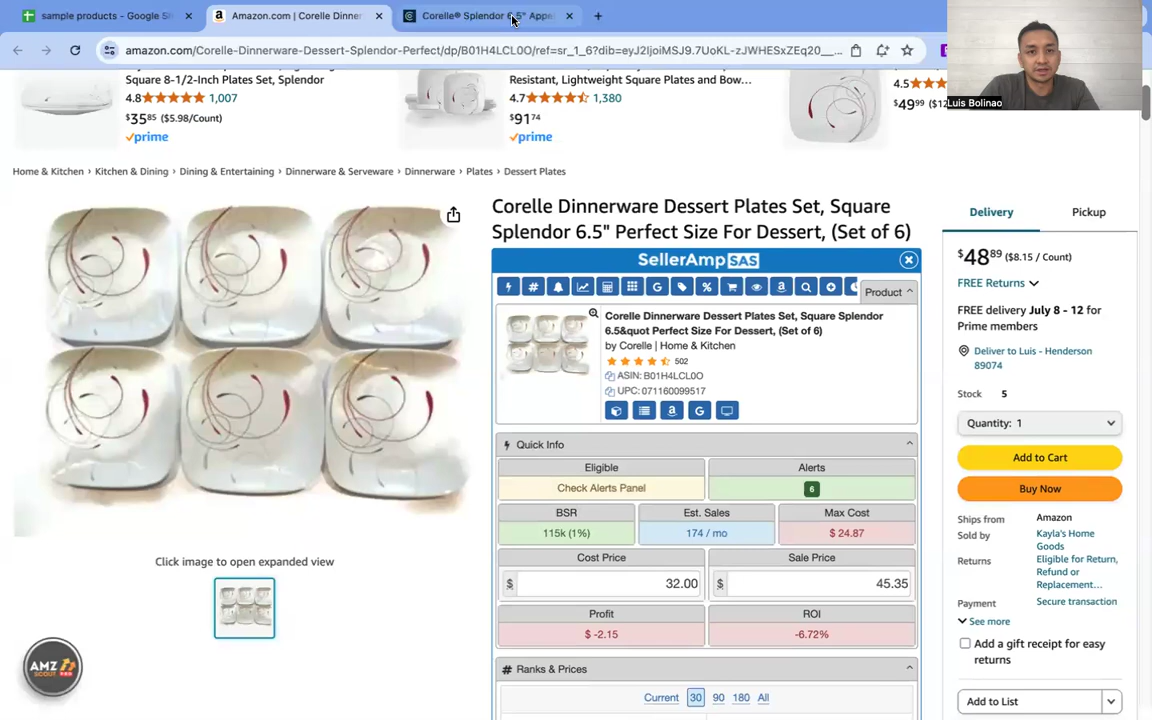 sample products - Google Sh
Amazon.com | Corelle Dinner
Corelle® Splendor 6.5" Appe
amazon.com/Corelle-Dinnerware-Dessert-Splendor-Perfect/dp/B01H4LCL0O/ref=sr_1_6?dib=eyJ2IjoiMSJ9.7UoKL-zJWHESxZEq20__...
Luis Bolinao
Square 8-1/2-Inch Plates Set, Splendor
4.8 1,007
$35.85 ($5.98/Count)
prime
Resistant, Lightweight Square Plates and Bow...
4.7 1,380
$91.74
prime
4.5
$49.99 ($12
Home & Kitchen › Kitchen & Dining › Dining & Entertaining › Dinnerware & Serveware › Dinnerware › Plates › Dessert Plates
Corelle Dinnerware Dessert Plates Set, Square
Splendor 6.5" Perfect Size For Dessert, (Set of 6)
SellerAmp SAS
Product
Corelle Dinnerware Dessert Plates Set, Square Splendor
6.5&quot Perfect Size For Dessert, (Set of 6)
by Corelle | Home & Kitchen
502
ASIN: B01H4LCL0O
UPC: 071160099517
Quick Info
Eligible Alerts
Check Alerts Panel 6
BSR Est. Sales Max Cost
115k (1%) 174 / mo $ 24.87
Cost Price Sale Price
$ 32.00 $ 45.35
Profit ROI
$ -2.15 -6.72%
# Ranks & Prices
Current 30 90 180 All
Click image to open expanded view
AMZ
SCOUT PRO
Delivery Pickup
$48.89 ($8.15 / Count)
FREE Returns
FREE delivery July 8 - 12 for
Prime members
Deliver to Luis - Henderson
89074
Stock 5
Quantity: 1
Add to Cart
Buy Now
Ships from Amazon
Sold by Kayla's Home
Goods
Returns Eligible for Return,
Refund or
Replacement...
Payment Secure transaction
See more
Add a gift receipt for easy
returns
Add to List